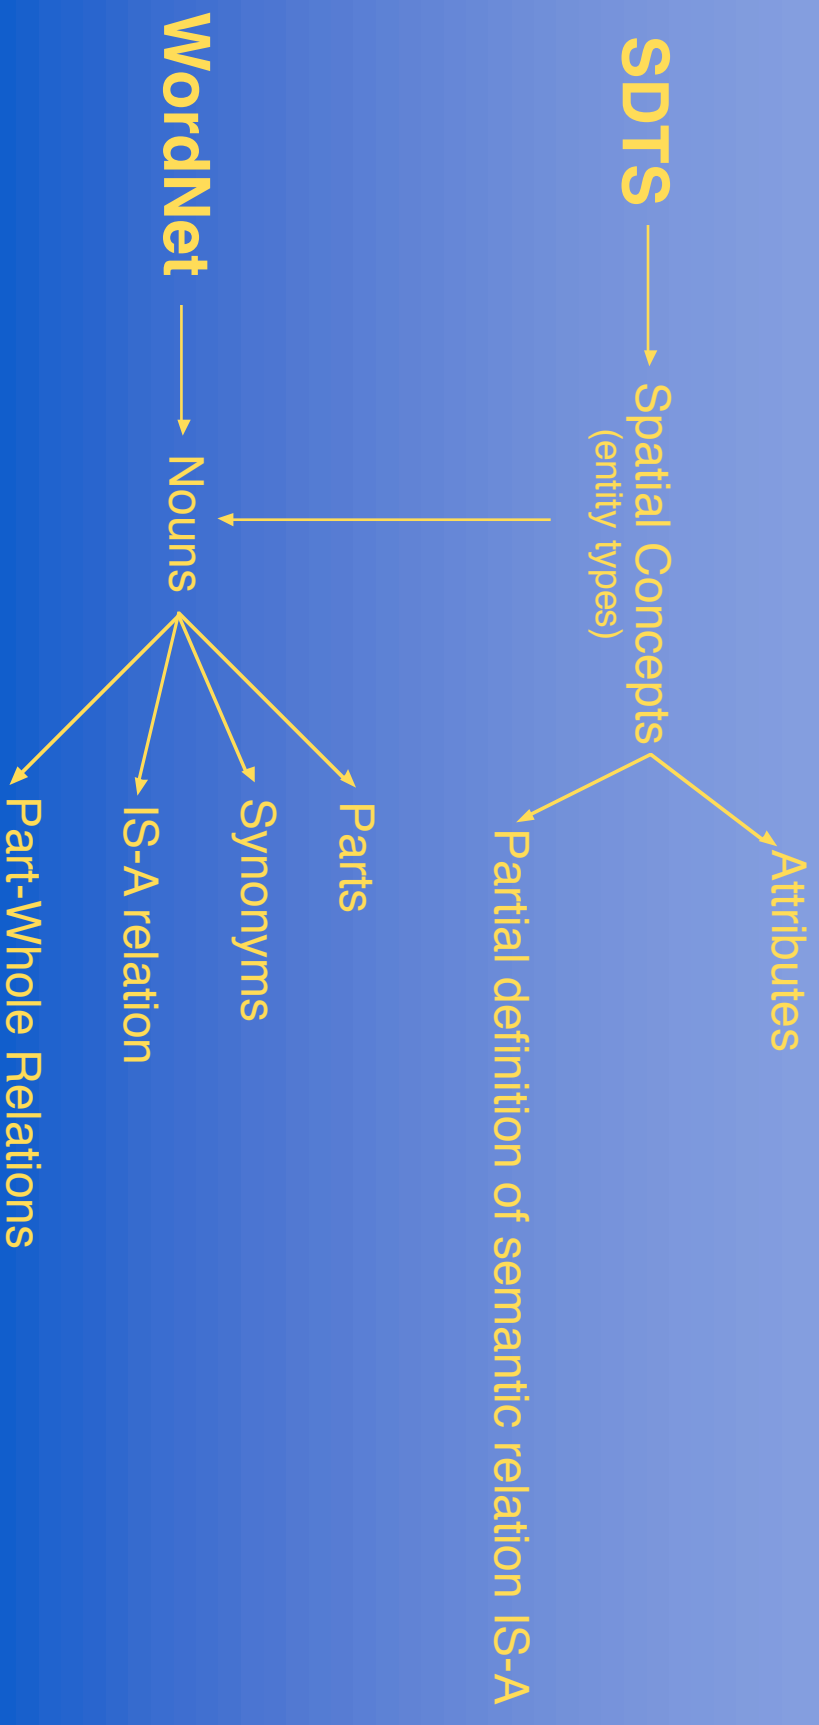 Attributes
SDTS
Spatial Concepts
(entity types)
Partial definition of semantic relation IS-A
Parts
Synonyms
WordNet
Nouns
IS-A relation
Part-Whole Relations